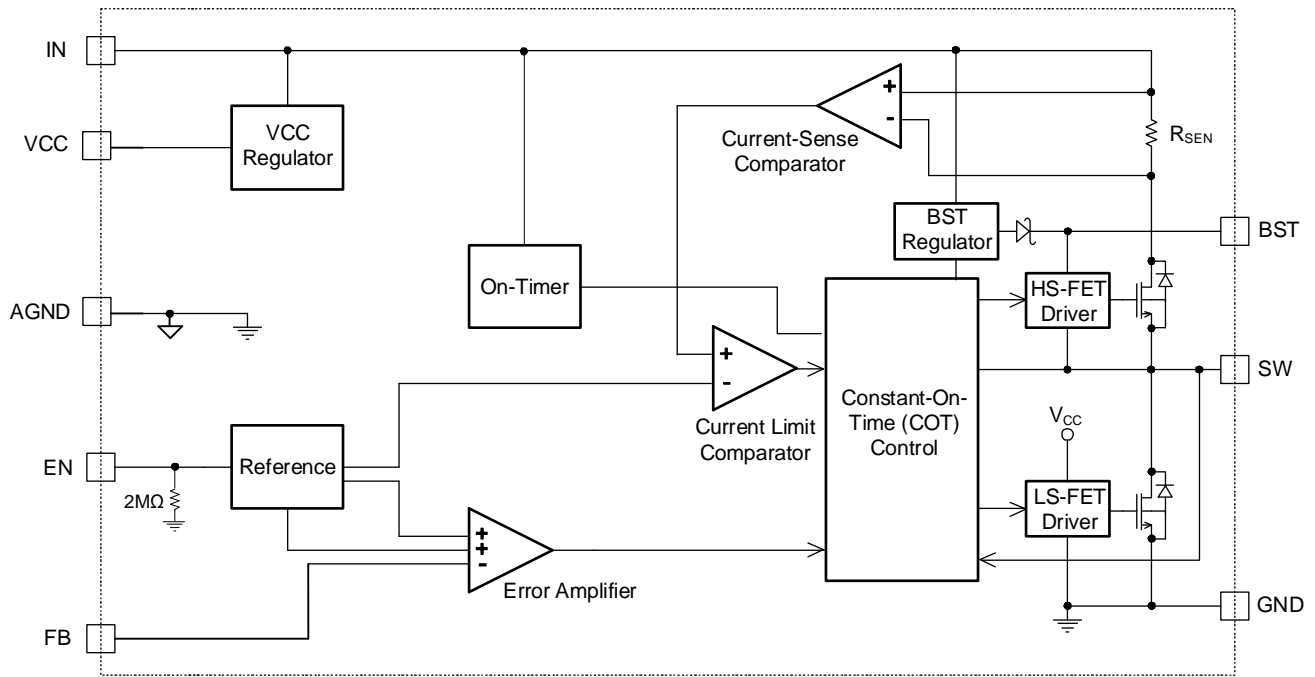 IN
VCC
Regulator
VCC
+
-
Current-Sense
Comparator
RSEN
BST
Regulator
BST
On-Timer
HS-FET
Driver
AGND
+
-
Current Limit
Comparator
Constant-On-
Time (COT)
Control
SW
VCC
EN
2MΩ
Reference
LS-FET
Driver
+
+
-
Error Amplifier
FB
GND